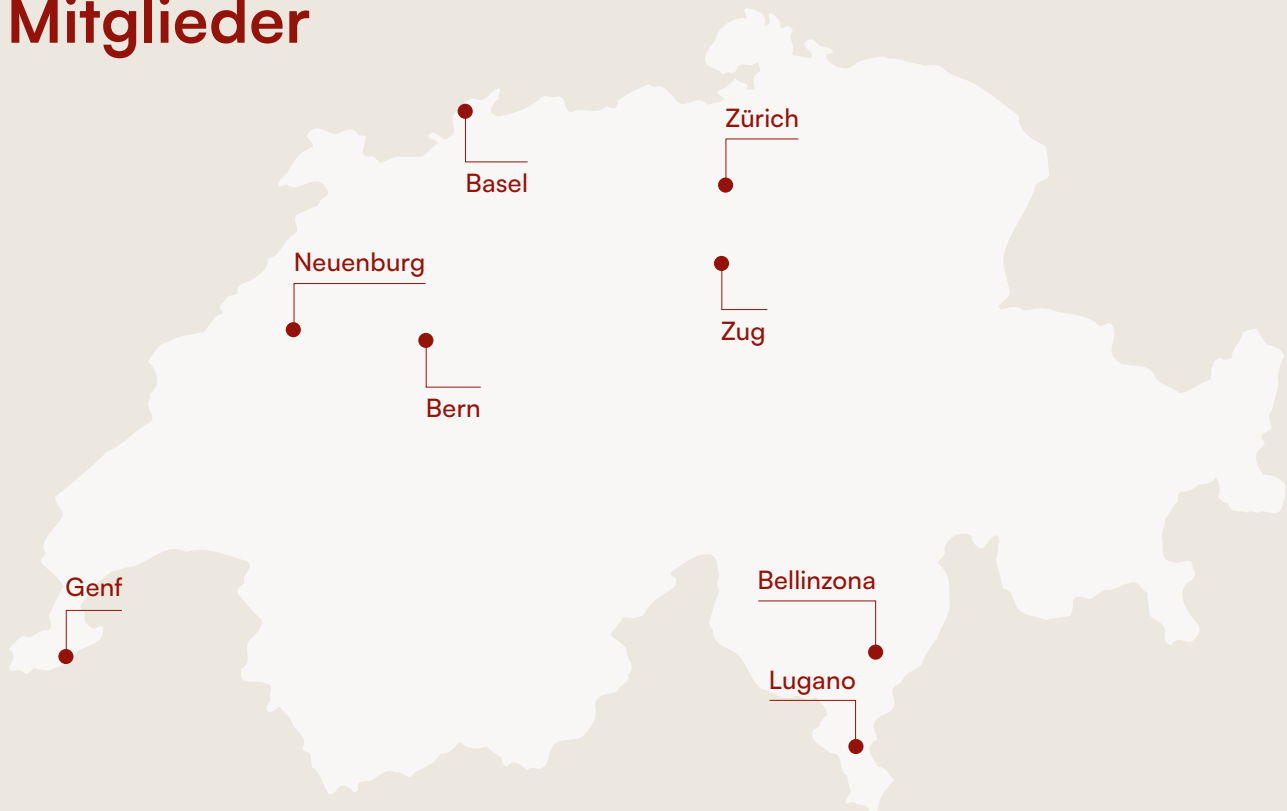 Mitglieder
Zürich
Basel
Neuenburg
Zug
Bern
Bellinzona
Genf
Lugano